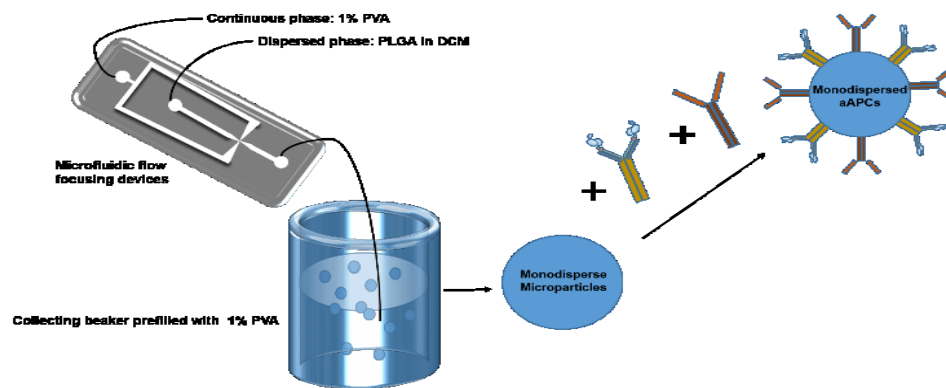 Continuous phase: 1% PVA
Dispersed phase: PLGA in DCM
Microfluidic flow
focusing devices
Collecting beaker prefilled with 1% PVA
Monodisperse
Microparticles
+
+
Monodispersed
aAPCs